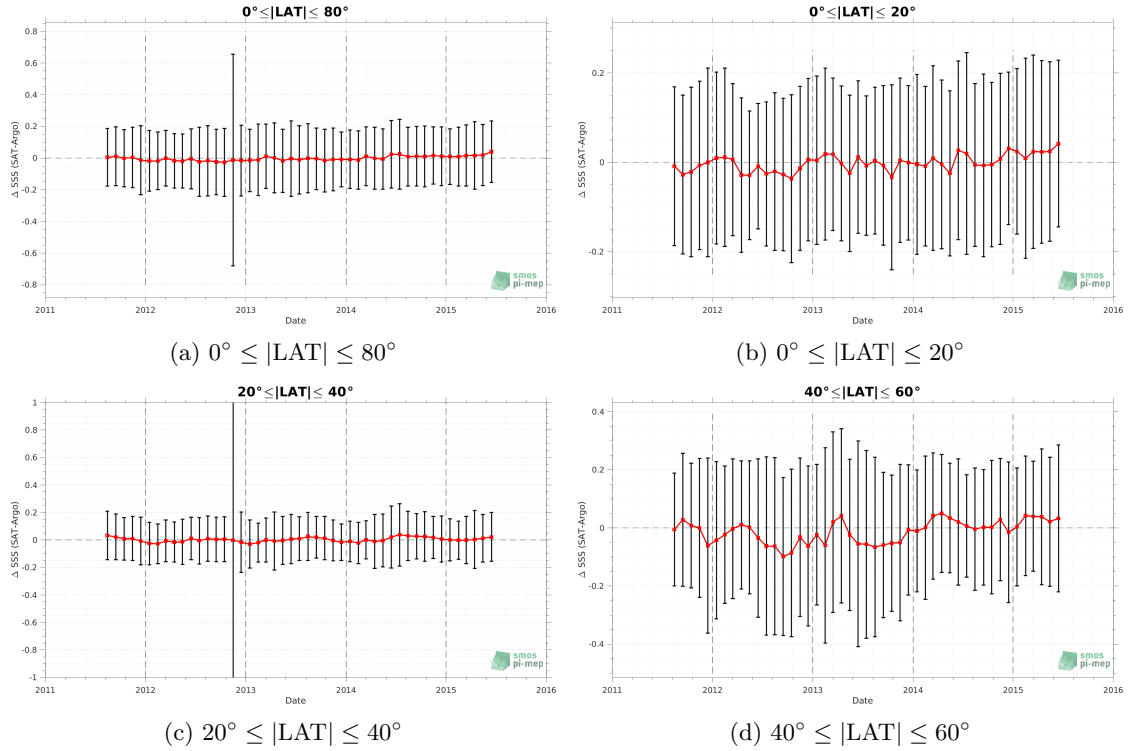 0°≤|LAT|≤ 80°
0.8
0.6
0.4
0.2
0
-0.2
-0.4
-0.6
-0.8
Δ SSS (SAT-Argo)
2011
2012
2013
2014
2015
2016
Date
smos
pi-mep
(a) 0° ≤ |LAT| ≤ 80°
0°≤|LAT|≤ 20°
0.2
0
-0.2
Δ SSS (SAT-Argo)
2011
2012
2013
2014
2015
2016
Date
smos
pi-mep
(b) 0° ≤ |LAT| ≤ 20°
20°≤|LAT|≤ 40°
1
0.8
0.6
0.4
0.2
0
-0.2
-0.4
-0.6
-0.8
-1
Δ SSS (SAT-Argo)
2011
2012
2013
2014
2015
2016
Date
smos
pi-mep
(c) 20° ≤ |LAT| ≤ 40°
40°≤|LAT|≤ 60°
0.4
0.2
0
-0.2
-0.4
Δ SSS (SAT-Argo)
2011
2012
2013
2014
2015
2016
Date
smos
pi-mep
(d) 40° ≤ |LAT| ≤ 60°